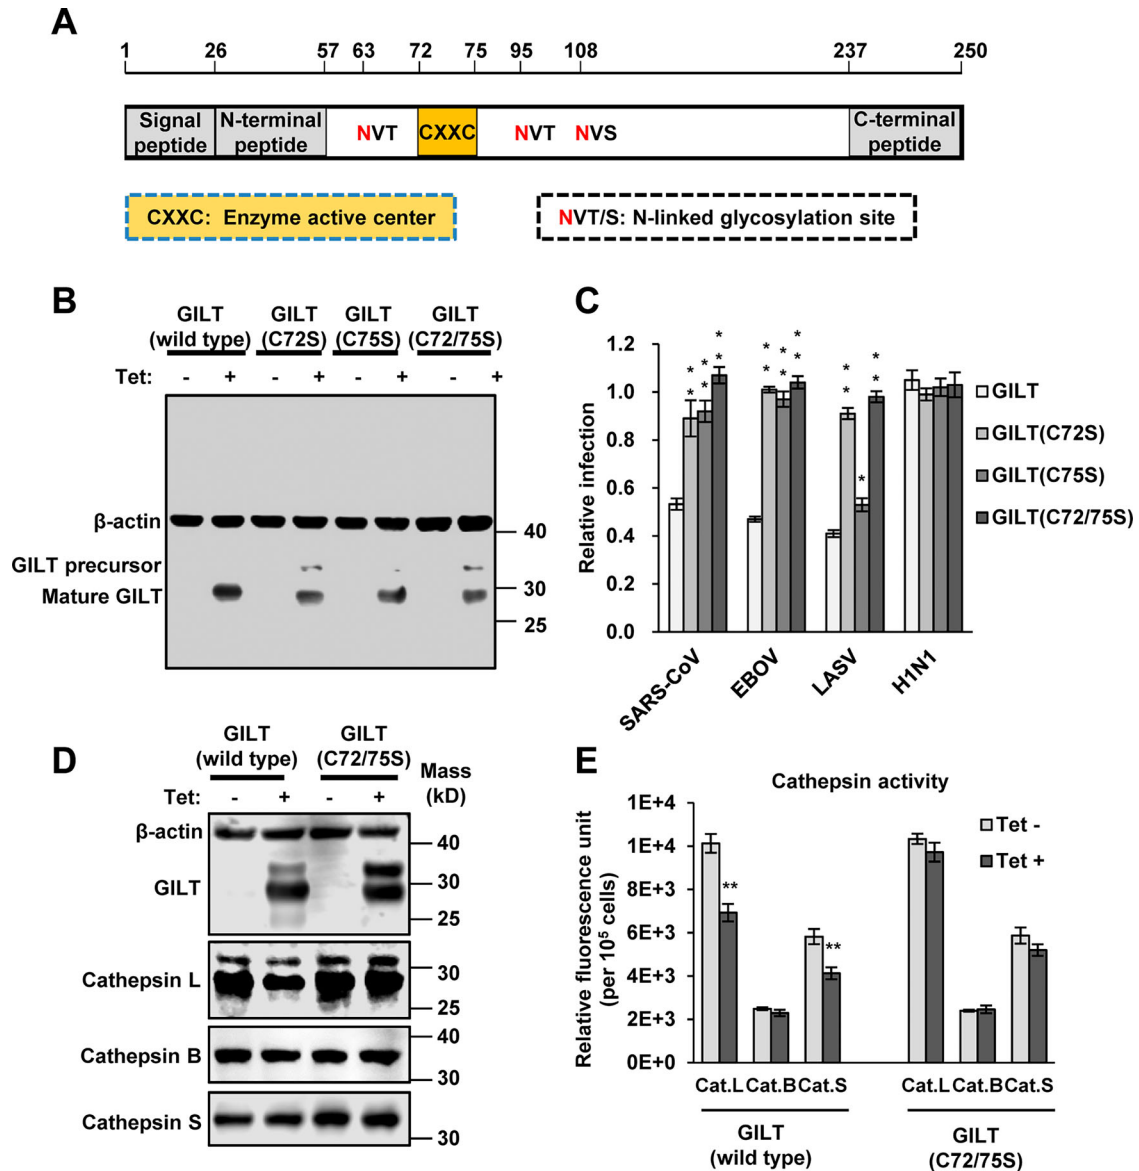 A
1 26 57 63 72 75 95 108 237 250
Signal peptide
N-terminal peptide
NVT
CXXC
NVT
NVS
C-terminal peptide
CXXC: Enzyme active center
NVT/S: N-linked glycosylation site
B
GILT (wild type)
GILT (C72S)
GILT (C75S)
GILT (C72/75S)
Tet: - + - + - + - +
β-actin
GILT precursor
Mature GILT
40
30
25
C
Relative infection
1.2
1.0
0.8
0.6
0.4
0.2
0.0
* * * * * *
* * * * * *
* * * * *
SARS-CoV
EBOV
LASV
H1N1
GILT
GILT(C72S)
GILT(C75S)
GILT(C72/75S)
D
GILT (wild type)
GILT (C72/75S)
Mass (kD)
Tet: - + - +
β-actin
GILT
40
30
25
Cathepsin L
30
25
Cathepsin B
40
30
Cathepsin S
30
E
Cathepsin activity
Relative fluorescence unit
(per 10⁵ cells)
1E+4
1E+4
8E+3
6E+3
4E+3
2E+3
0E+0
**
**
Tet -
Tet +
Cat.L Cat.B Cat.S
Cat.L Cat.B Cat.S
GILT
(wild type)
GILT
(C72/75S)